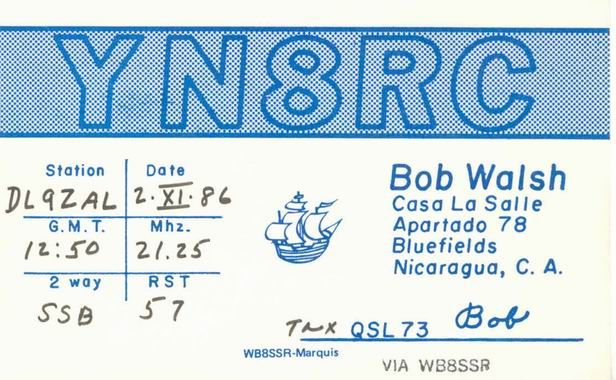 YN8RC
Station Date
DL9ZAL 2.XI.86
G.M.T. Mhz.
12:50 21.25
2 way RST
SSB 57
Bob Walsh
Casa La Salle
Apartado 78
Bluefields
Nicaragua, C. A.
TNX QSL 73 Bob
WB8SSR-Marquis
VIA WB8SSR